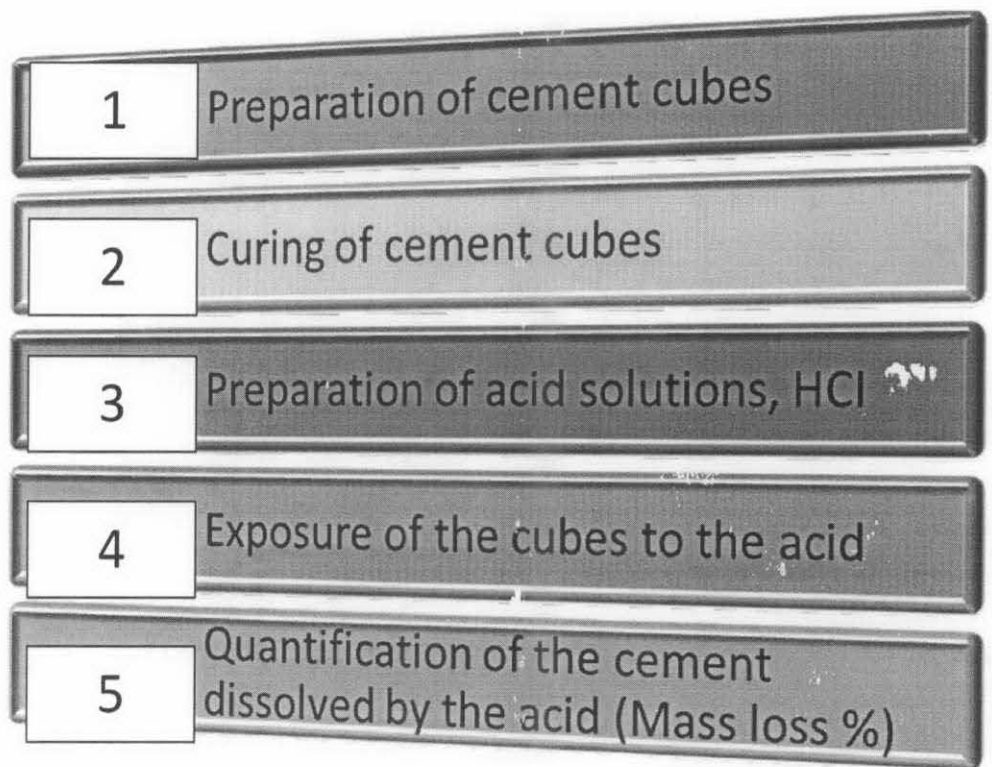 1 Preparation of cement cubes
2 Curing of cement cubes
3 Preparation of acid solutions, HCl
4 Exposure of the cubes to the acid
5 Quantification of the cement
dissolved by the acid (Mass loss %)